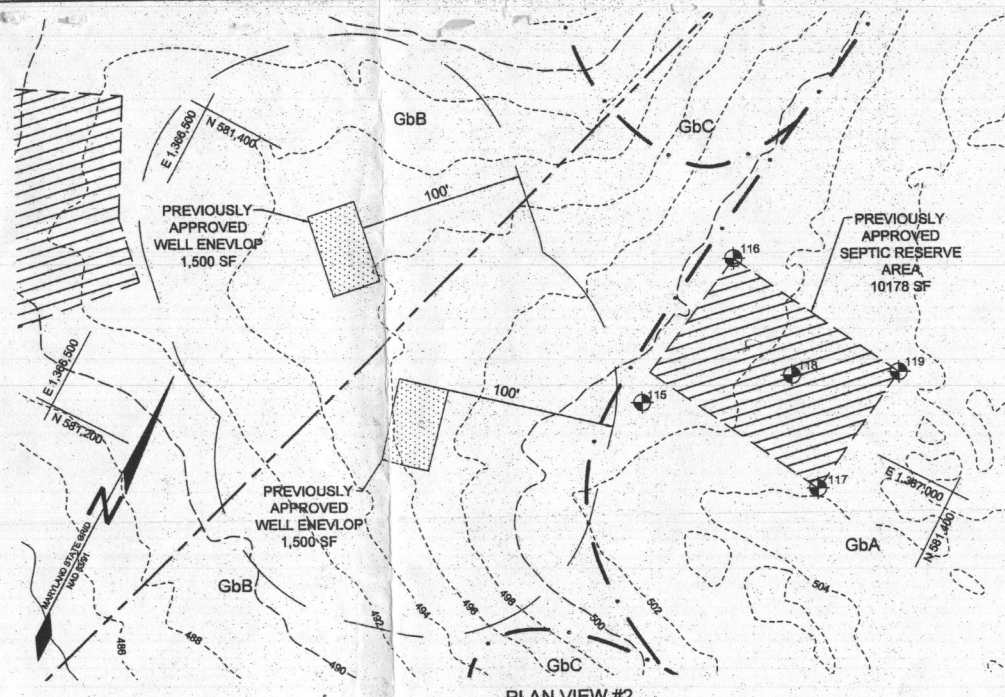 GbB
GbC
E 1,366,500
N 581,400
100'
PREVIOUSLY
APPROVED
WELL ENEVLOP
1,500 SF
PREVIOUSLY
APPROVED
SEPTIC RESERVE
AREA
10178 SF
116
119
118
115
117
E 1,366,500
N 581,200
100'
PREVIOUSLY
APPROVED
WELL ENEVLOP
1,500 SF
E 1,367,000
N 581,400
GbA
N
MARYLAND STATE GRID
GbB
GbC
486
488
490
492
494
496
498
500
502
504
PLAN VIEW #2